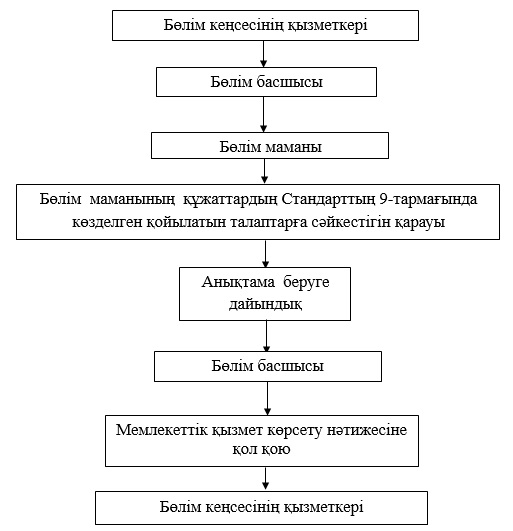 Бөлім кеңсесінің қызметкері
Бөлім басшысы
Бөлім маманы
Бөлім маманының құжаттардың Стандарттың 9-тармағында
көзделген қойылатын талаптарға сәйкестігін қарауы
Анықтама беруге
дайындық
Бөлім басшысы
Мемлекеттік қызмет көрсету нәтижесіне
қол қою
Бөлім кеңсесінің қызметкері